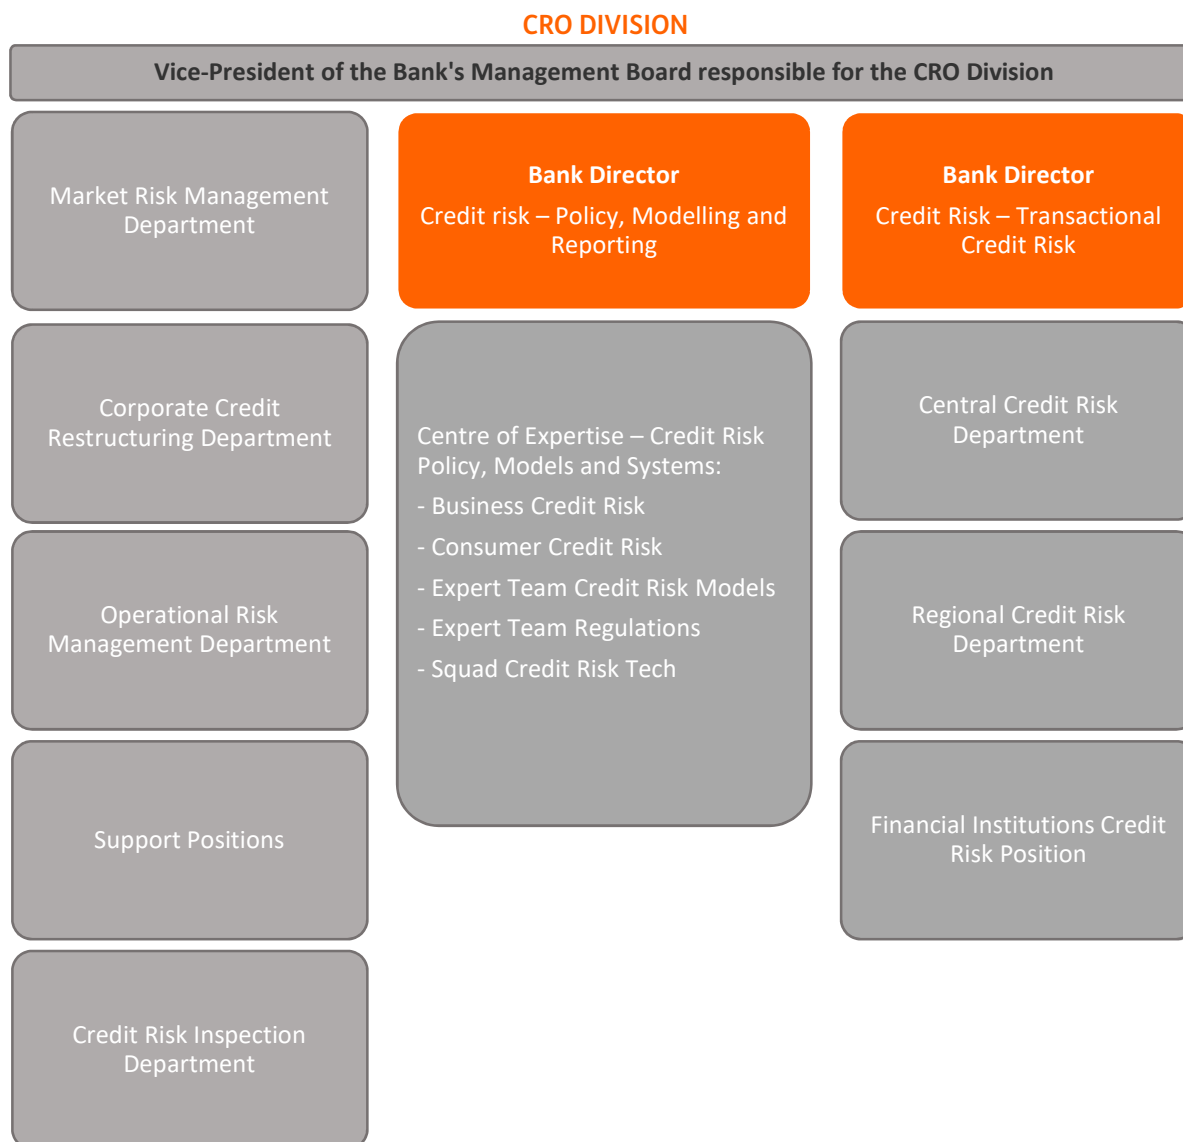 CRO DIVISION
Vice-President of the Bank's Management Board responsible for the CRO Division
Market Risk Management
Department
Corporate Credit
Restructuring Department
Operational Risk
Management Department
Support Positions
Credit Risk Inspection
Department
Bank Director
Credit risk – Policy, Modelling and
Reporting
Centre of Expertise – Credit Risk
Policy, Models and Systems:
- Business Credit Risk
- Consumer Credit Risk
- Expert Team Credit Risk Models
- Expert Team Regulations
- Squad Credit Risk Tech
Bank Director
Credit Risk – Transactional
Credit Risk
Central Credit Risk
Department
Regional Credit Risk
Department
Financial Institutions Credit
Risk Position